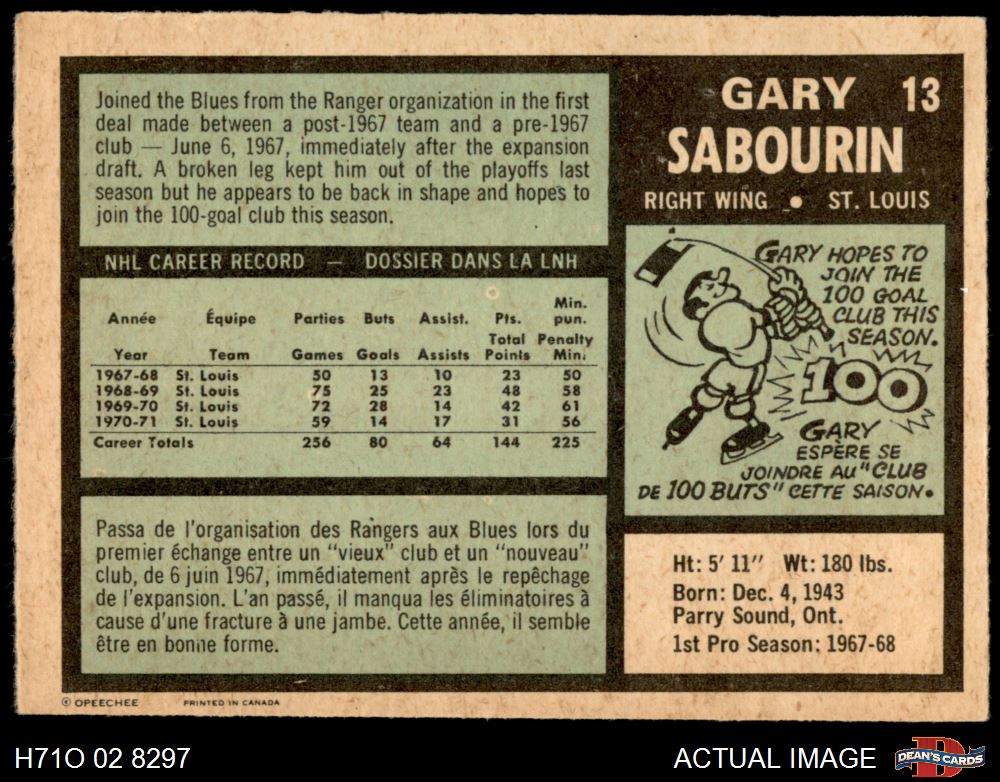 Joined the Blues from the Ranger organization in the first
deal made between a post-1967 team and a pre-1967
club — June 6, 1967, immediately after the expansion
draft. A broken leg kept him out of the playoffs last
season but he appears to be back in shape and hopes to
join the 100-goal club this season.
GARY 13
SABOURIN
RIGHT WING • ST. LOUIS
NHL CAREER RECORD — DOSSIER DANS LA LNH
Année Équipe Parties Buts Assist. Pts. Min. pun.
Year Team Games Goals Assists Total Points Penalty Min.
1967-68 St. Louis 50 13 10 23 50
1968-69 St. Louis 75 25 23 48 58
1969-70 St. Louis 72 28 14 42 61
1970-71 St. Louis 59 14 17 31 56
Career Totals 256 80 64 144 225
GARY HOPES TO
JOIN THE
100 GOAL
CLUB THIS
SEASON.
100
GARY
ESPÈRE SE
JOINDRE AU "CLUB
DE 100 BUTS" CETTE SAISON.
Passa de l'organisation des Rangers aux Blues lors du
premier échange entre un "vieux" club et un "nouveau"
club, de 6 juin 1967, immédiatement après le repêchage
de l'expansion. L'an passé, il manqua les éliminatoires à
cause d'une fracture à une jambe. Cette année, il semble
être en bonne forme.
Ht: 5' 11" Wt: 180 lbs.
Born: Dec. 4, 1943
Parry Sound, Ont.
1st Pro Season: 1967-68
© OPEECHEE PRINTED IN CANADA
H71O 02 8297
ACTUAL IMAGE
D
DEAN'S CARDS